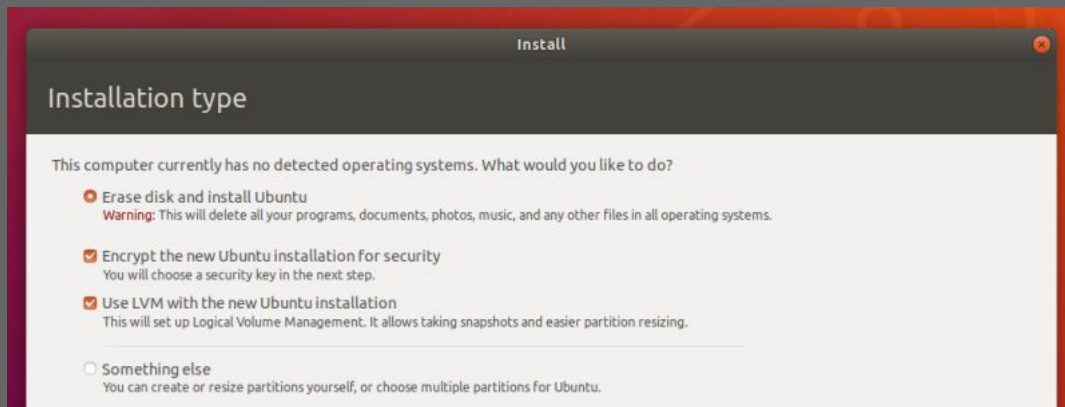 Install
Installation type
This computer currently has no detected operating systems. What would you like to do?
Erase disk and install Ubuntu
Warning: This will delete all your programs, documents, photos, music, and any other files in all operating systems.
Encrypt the new Ubuntu installation for security
You will choose a security key in the next step.
Use LVM with the new Ubuntu installation
This will set up Logical Volume Management. It allows taking snapshots and easier partition resizing.
Something else
You can create or resize partitions yourself, or choose multiple partitions for Ubuntu.